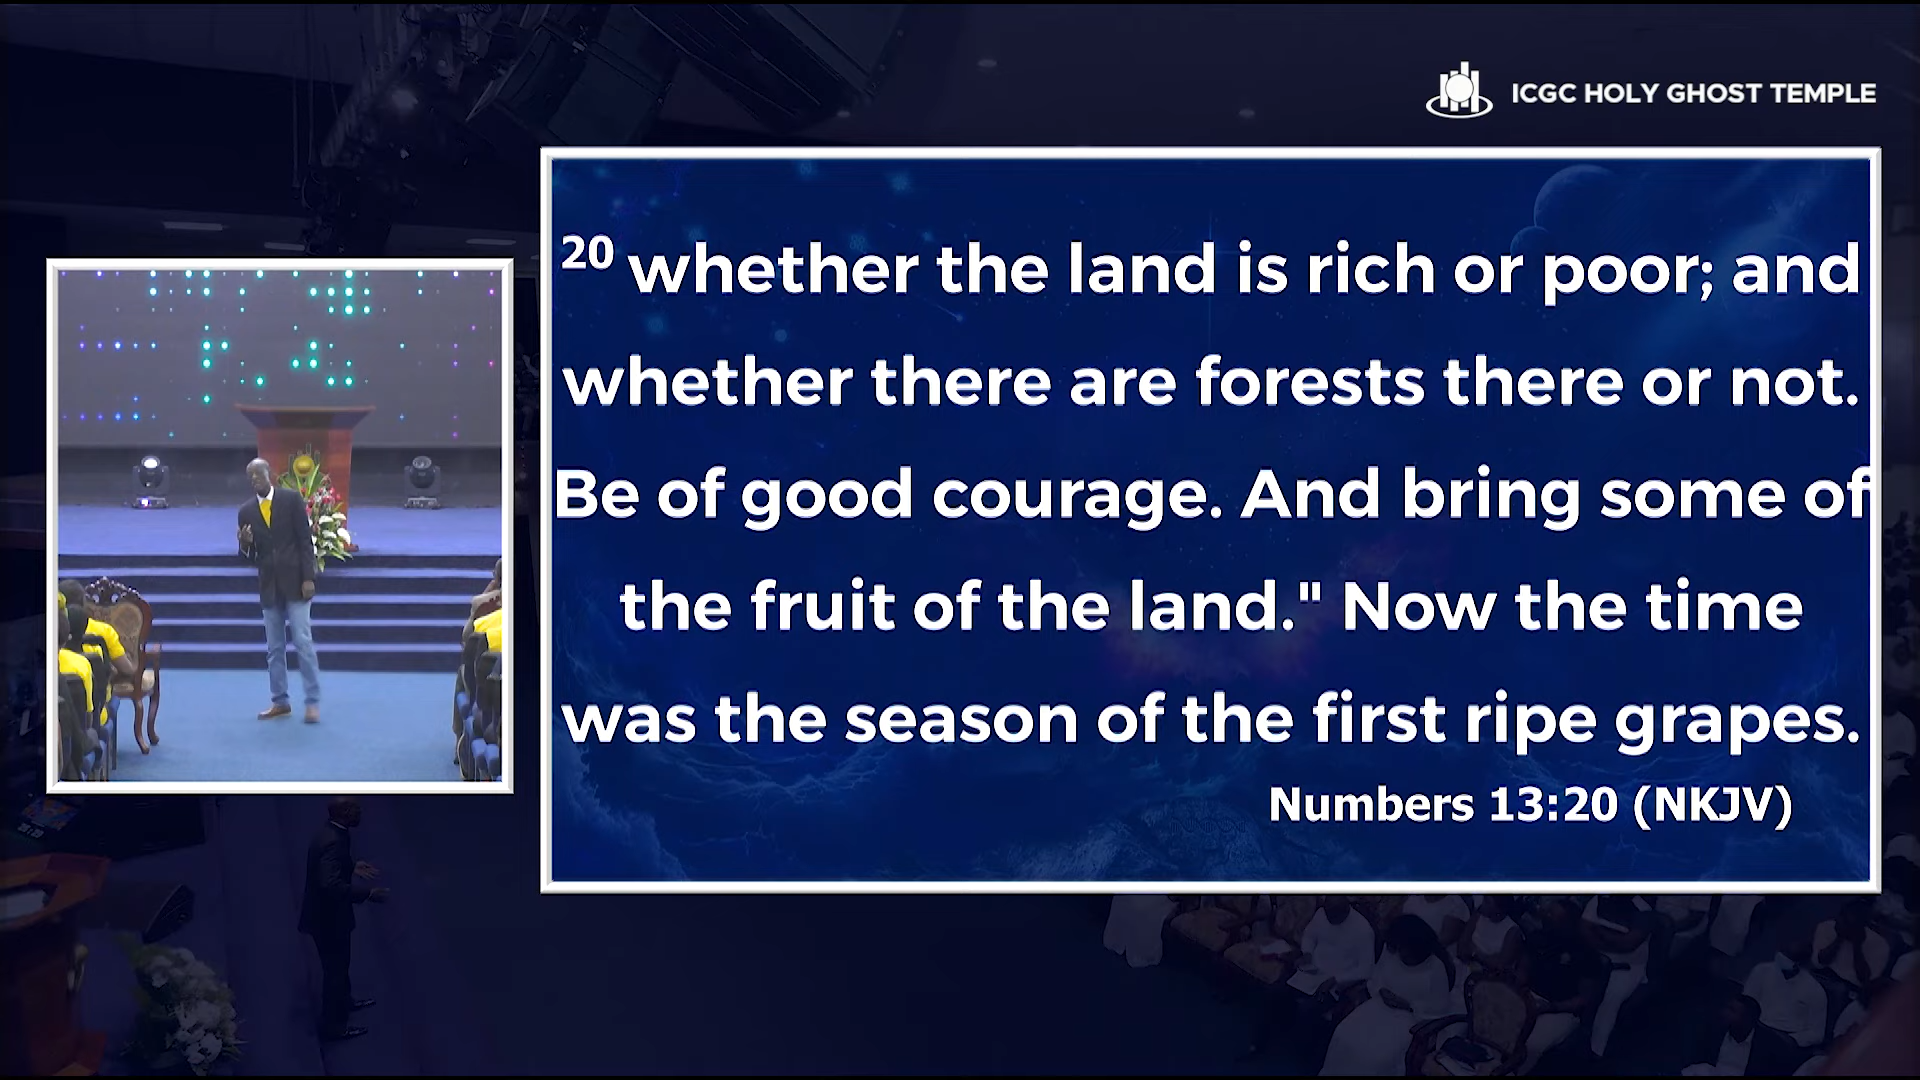 ICGC HOLY GHOST TEMPLE
20 whether the land is rich or poor; and
whether there are forests there or not.
Be of good courage. And bring some of
the fruit of the land." Now the time
was the season of the first ripe grapes.
Numbers 13:20 (NKJV)